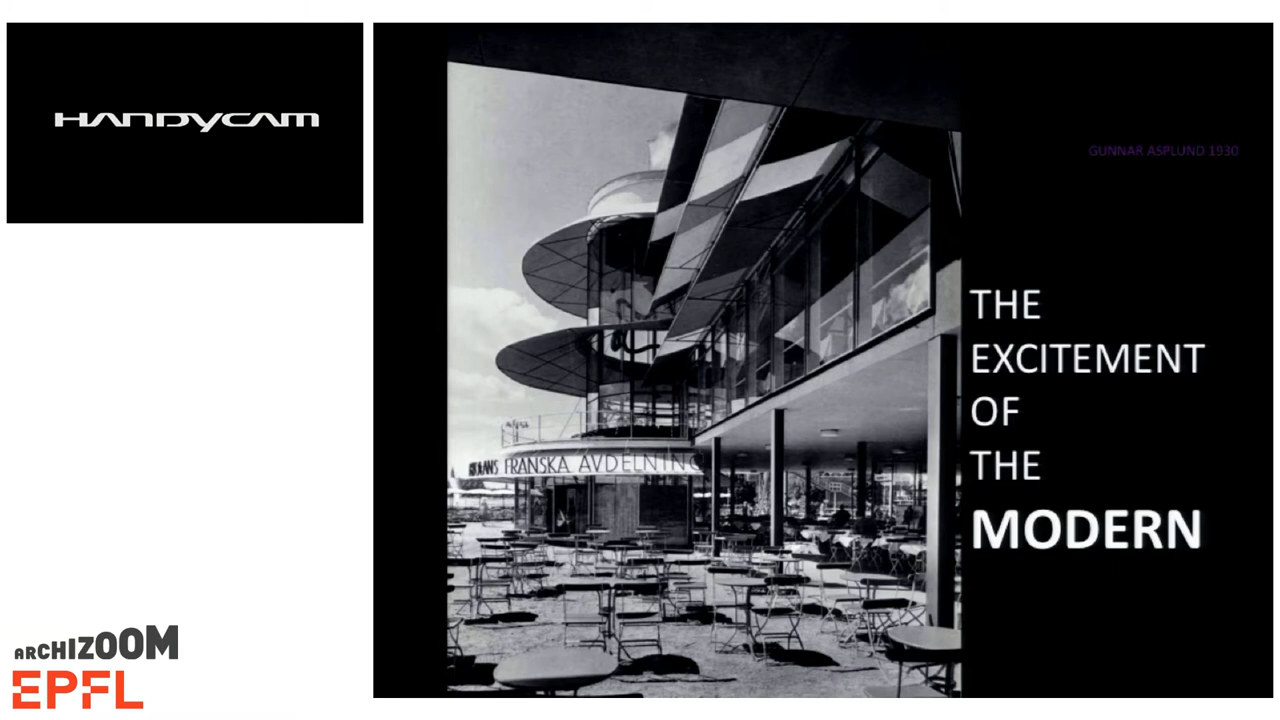 HANDYCAM
GUNNAR ASPLUND 1930
THE
EXCITEMENT
OF
THE
MODERN
FRANSKA AVDELNING
ARCHIZOOM
EPFL